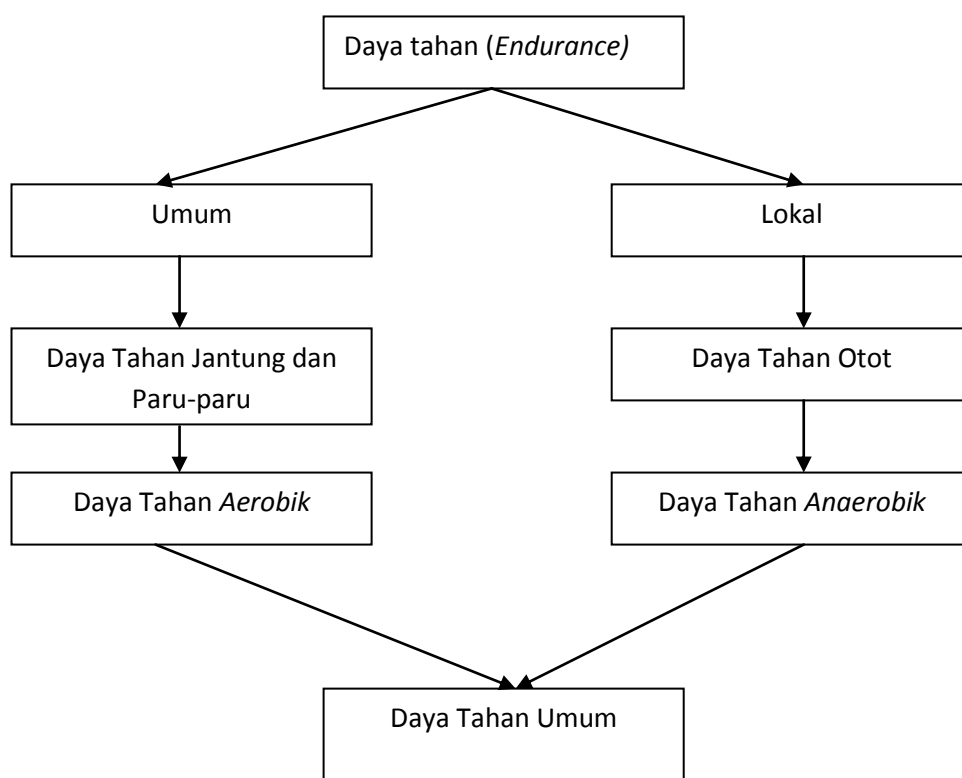 Daya tahan (Endurance)
Umum
Lokal
Daya Tahan Jantung dan
Paru-paru
Daya Tahan Otot
Daya Tahan Aerobik
Daya Tahan Anaerobik
Daya Tahan Umum